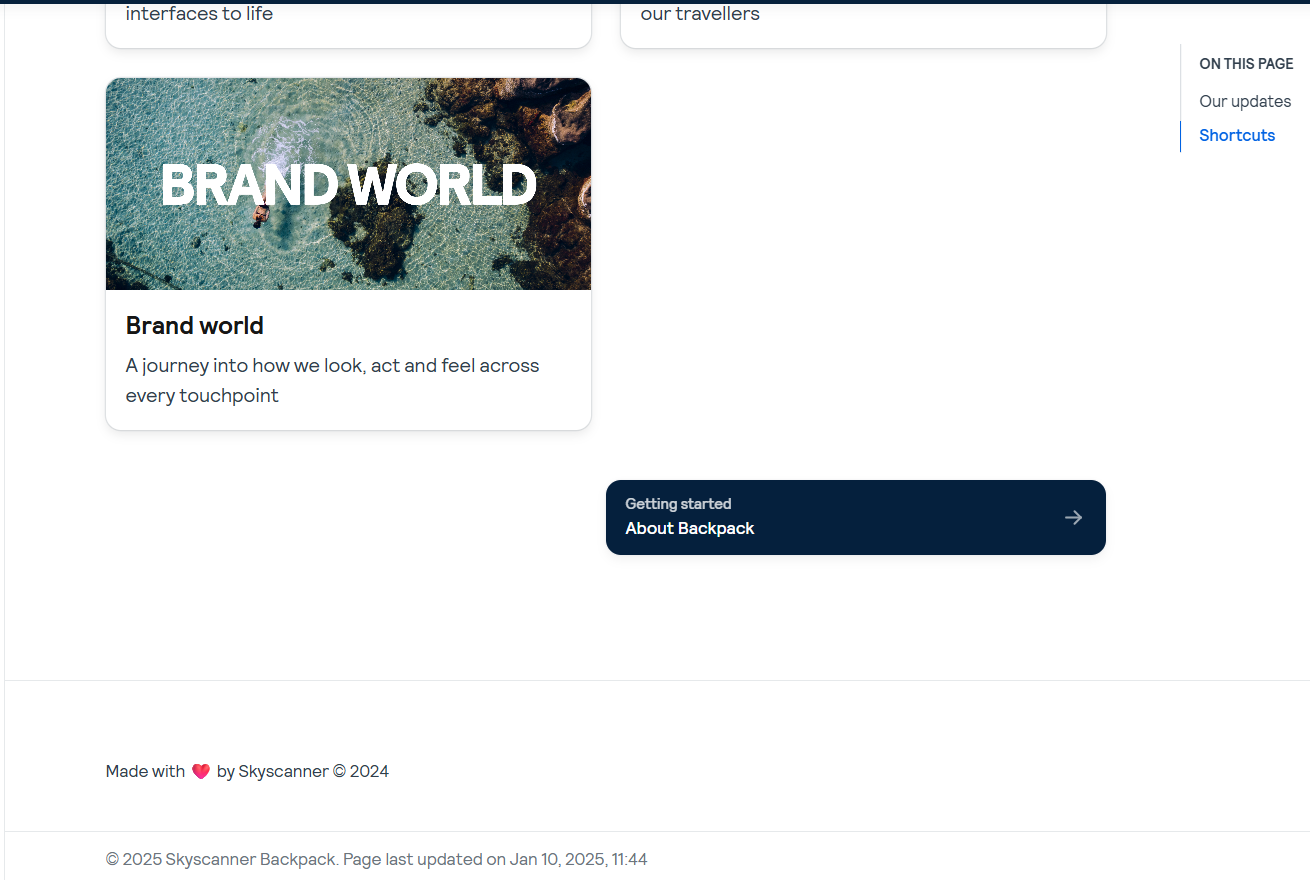 interfaces to life
our travellers
ON THIS PAGE
Our updates
Shortcuts
BRAND WORLD
Brand world
A journey into how we look, act and feel across
every touchpoint
Getting started
About Backpack
Made with ❤️ by Skyscanner © 2024
© 2025 Skyscanner Backpack. Page last updated on Jan 10, 2025, 11:44